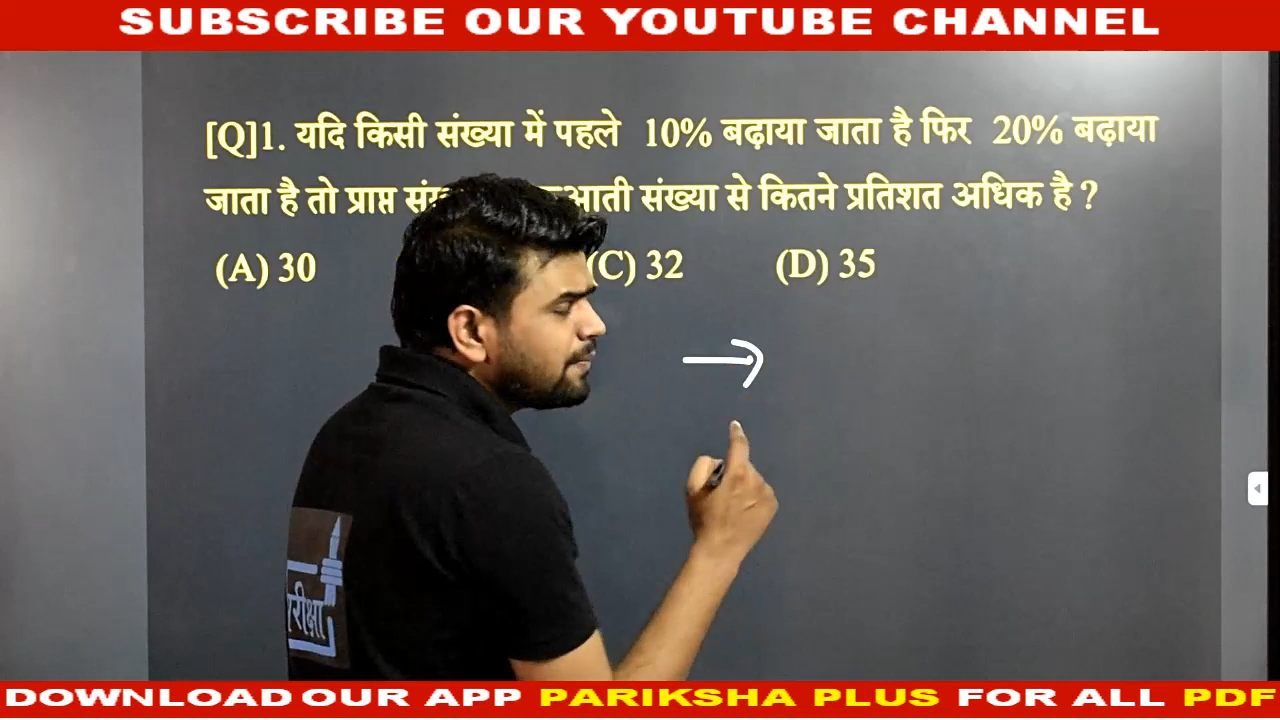 SUBSCRIBE OUR YOUTUBE CHANNEL
[Q]1. यदि किसी संख्या में पहले 10% बढ़ाया जाता है फिर 20% बढ़ाया
जाता है तो प्राप्त संख्या से कितने प्रतिशत अधिक है ?
(A) 30 (C) 32 (D) 35
रीक्षा
DOWNLOAD OUR APP PARIKSHA PLUS FOR ALL PDF